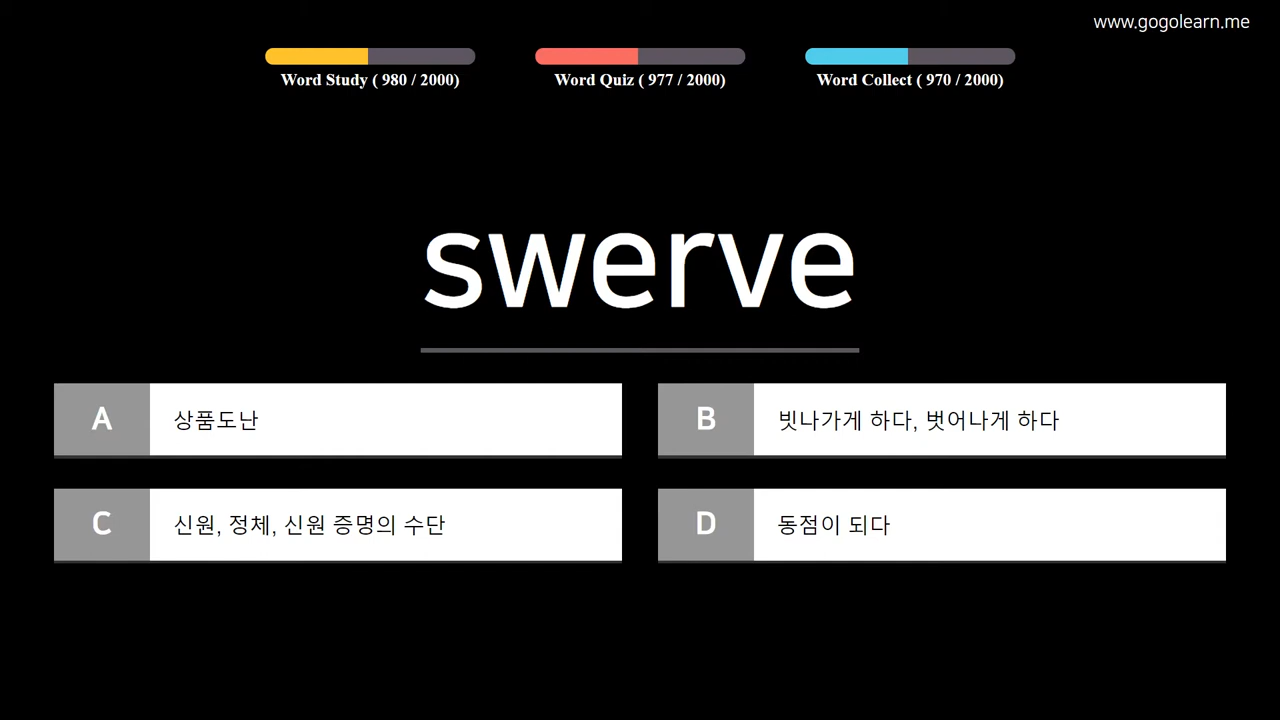 www.gogolearn.me
Word Study ( 980 / 2000)
Word Quiz ( 977 / 2000)
Word Collect ( 970 / 2000)
swerve
A 상품도난
B 빗나가게 하다, 벗어나게 하다
C 신원, 정체, 신원 증명의 수단
D 동점이 되다